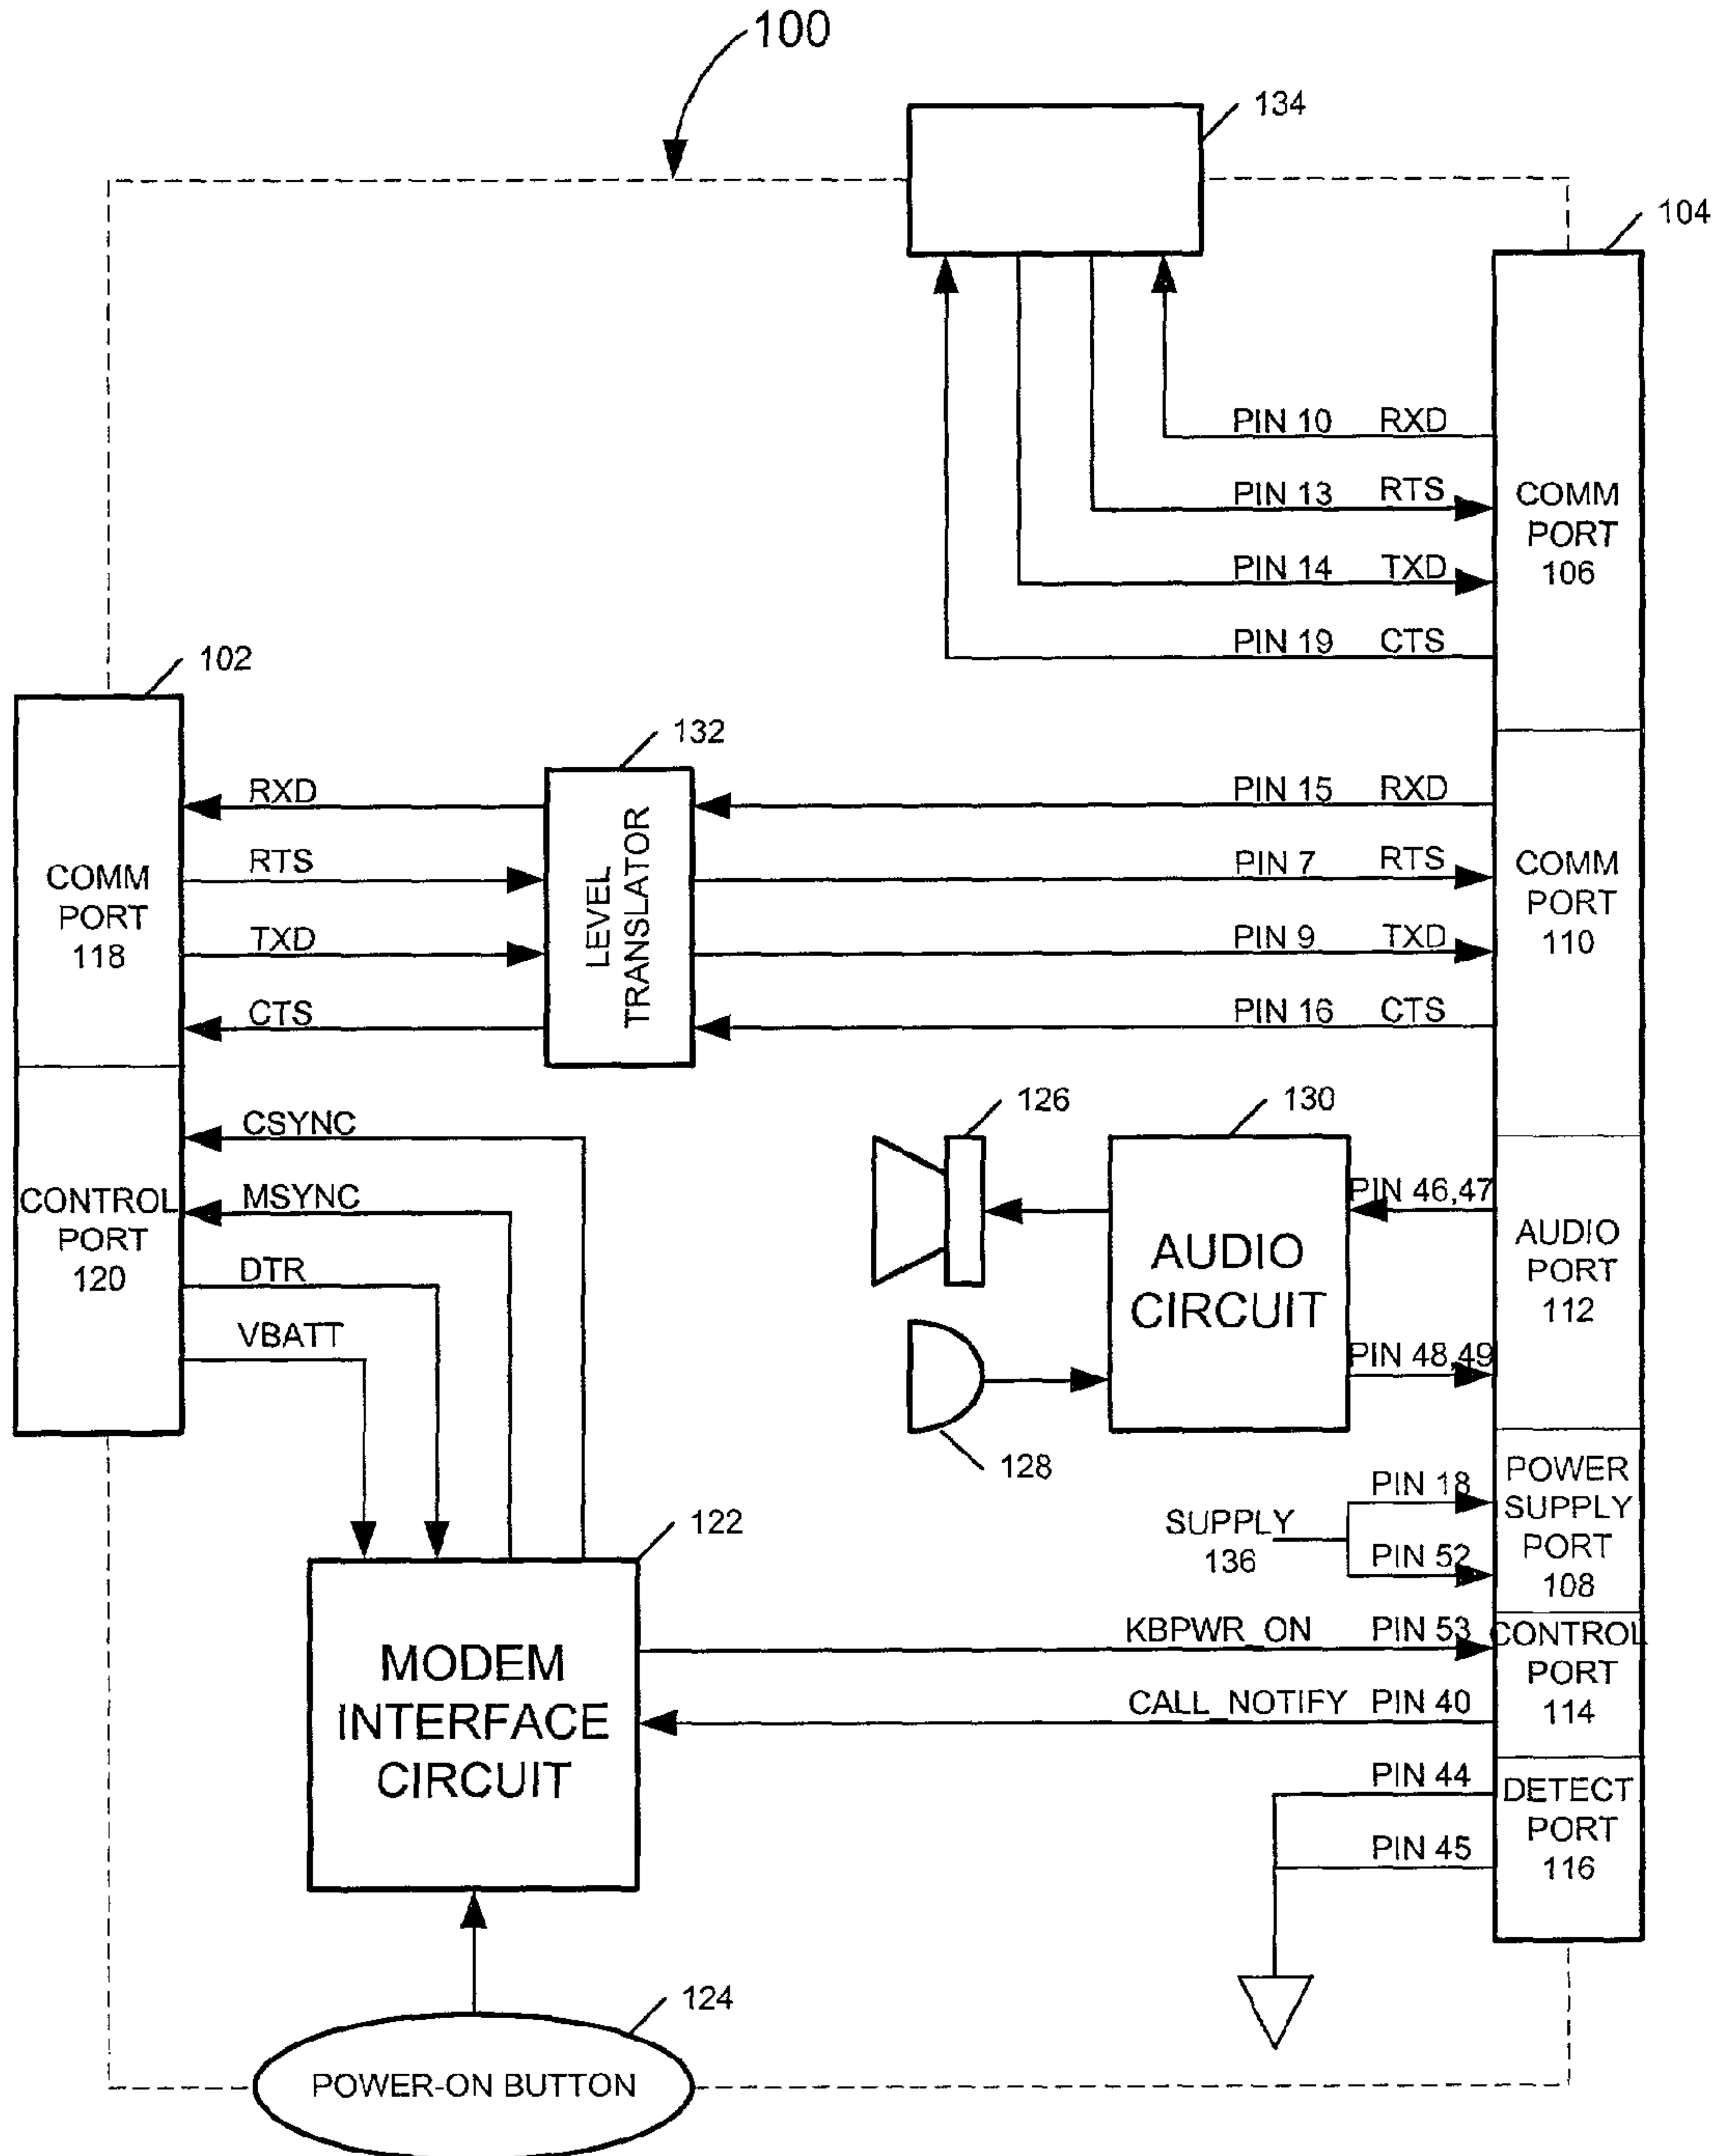 100
134
104
PIN 10 RXD
PIN 13 RTS
PIN 14 TXD
PIN 19 CTS
COMM
PORT
106
102
132
RXD
RTS
TXD
CTS
COMM
PORT
118
LEVEL
TRANSLATOR
PIN 15 RXD
PIN 7 RTS
PIN 9 TXD
PIN 16 CTS
COMM
PORT
110
CSYNC
MSYNC
DTR
VBATT
CONTROL
PORT
120
126
130
128
AUDIO
CIRCUIT
PIN 46,47
PIN 48,49
AUDIO
PORT
112
SUPPLY
136
PIN 18
PIN 52
POWER
SUPPLY
PORT
108
122
MODEM
INTERFACE
CIRCUIT
KBPWR_ON PIN 53
CALL_NOTIFY PIN 40
CONTROL
PORT
114
PIN 44
PIN 45
DETECT
PORT
116
124
POWER-ON BUTTON